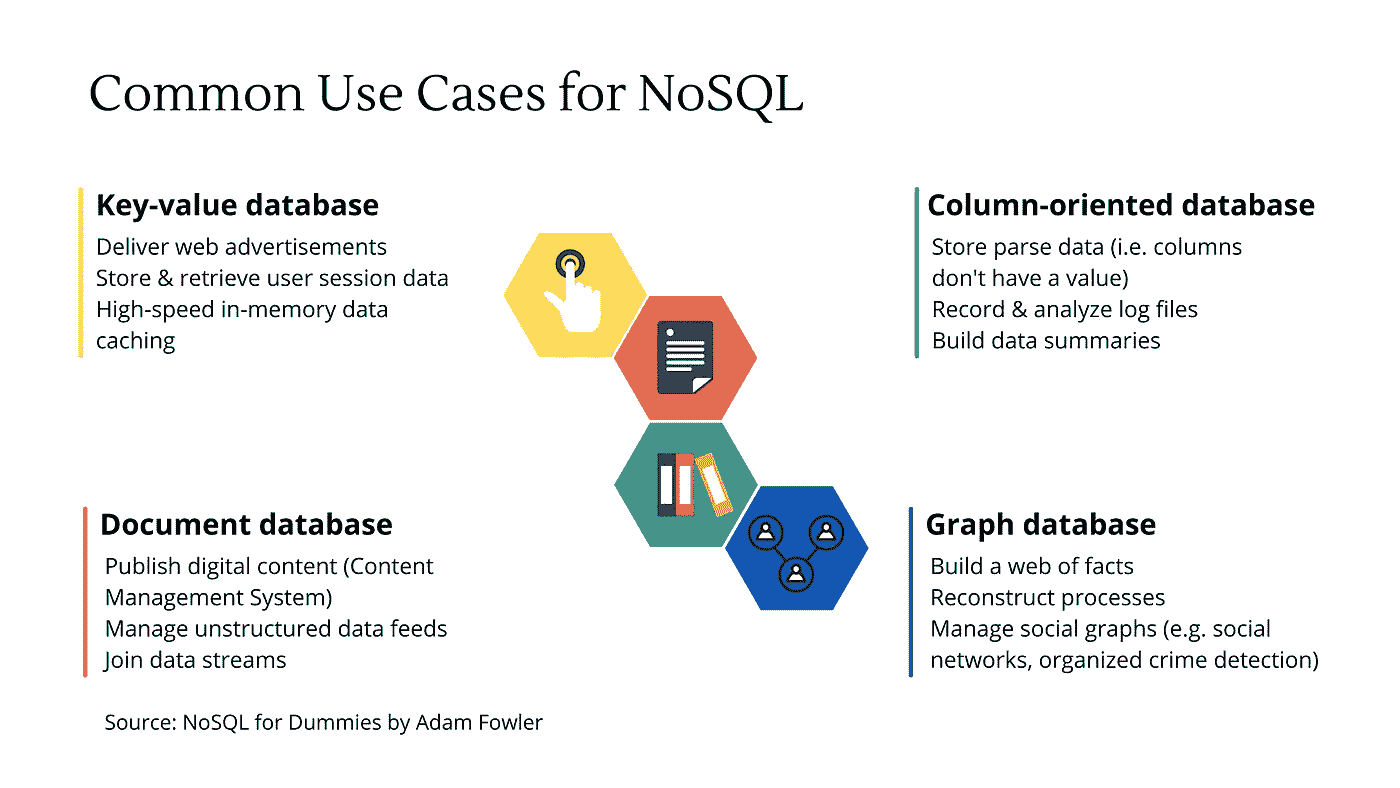 Common Use Cases for NoSQL
Key-value database
Deliver web advertisements
Store & retrieve user session data
High-speed in-memory data
caching
Column-oriented database
Store parse data (i.e. columns
don't have a value)
Record & analyze log files
Build data summaries
Document database
Publish digital content (Content
Management System)
Manage unstructured data feeds
Join data streams
Graph database
Build a web of facts
Reconstruct processes
Manage social graphs (e.g. social
networks, organized crime detection)
Source: NoSQL for Dummies by Adam Fowler